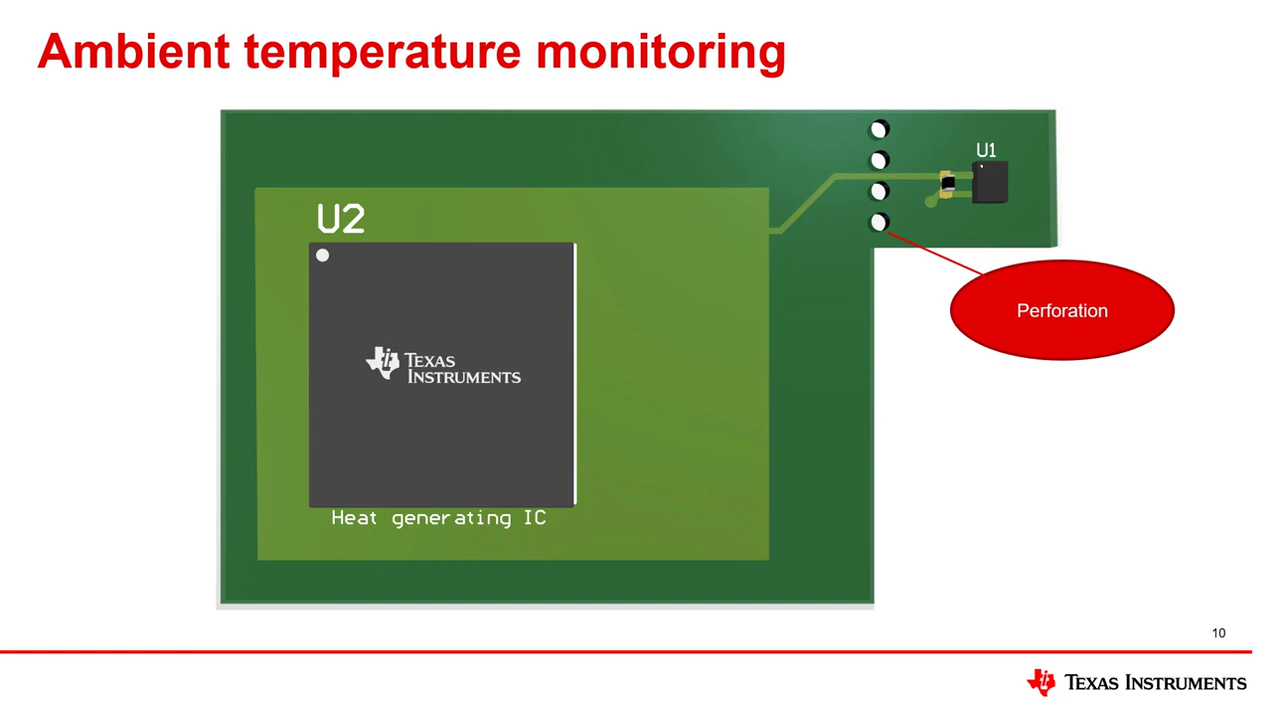 Ambient temperature monitoring
U1
U2
Perforation
TEXAS
INSTRUMENTS
Heat generating IC
10
TEXAS INSTRUMENTS